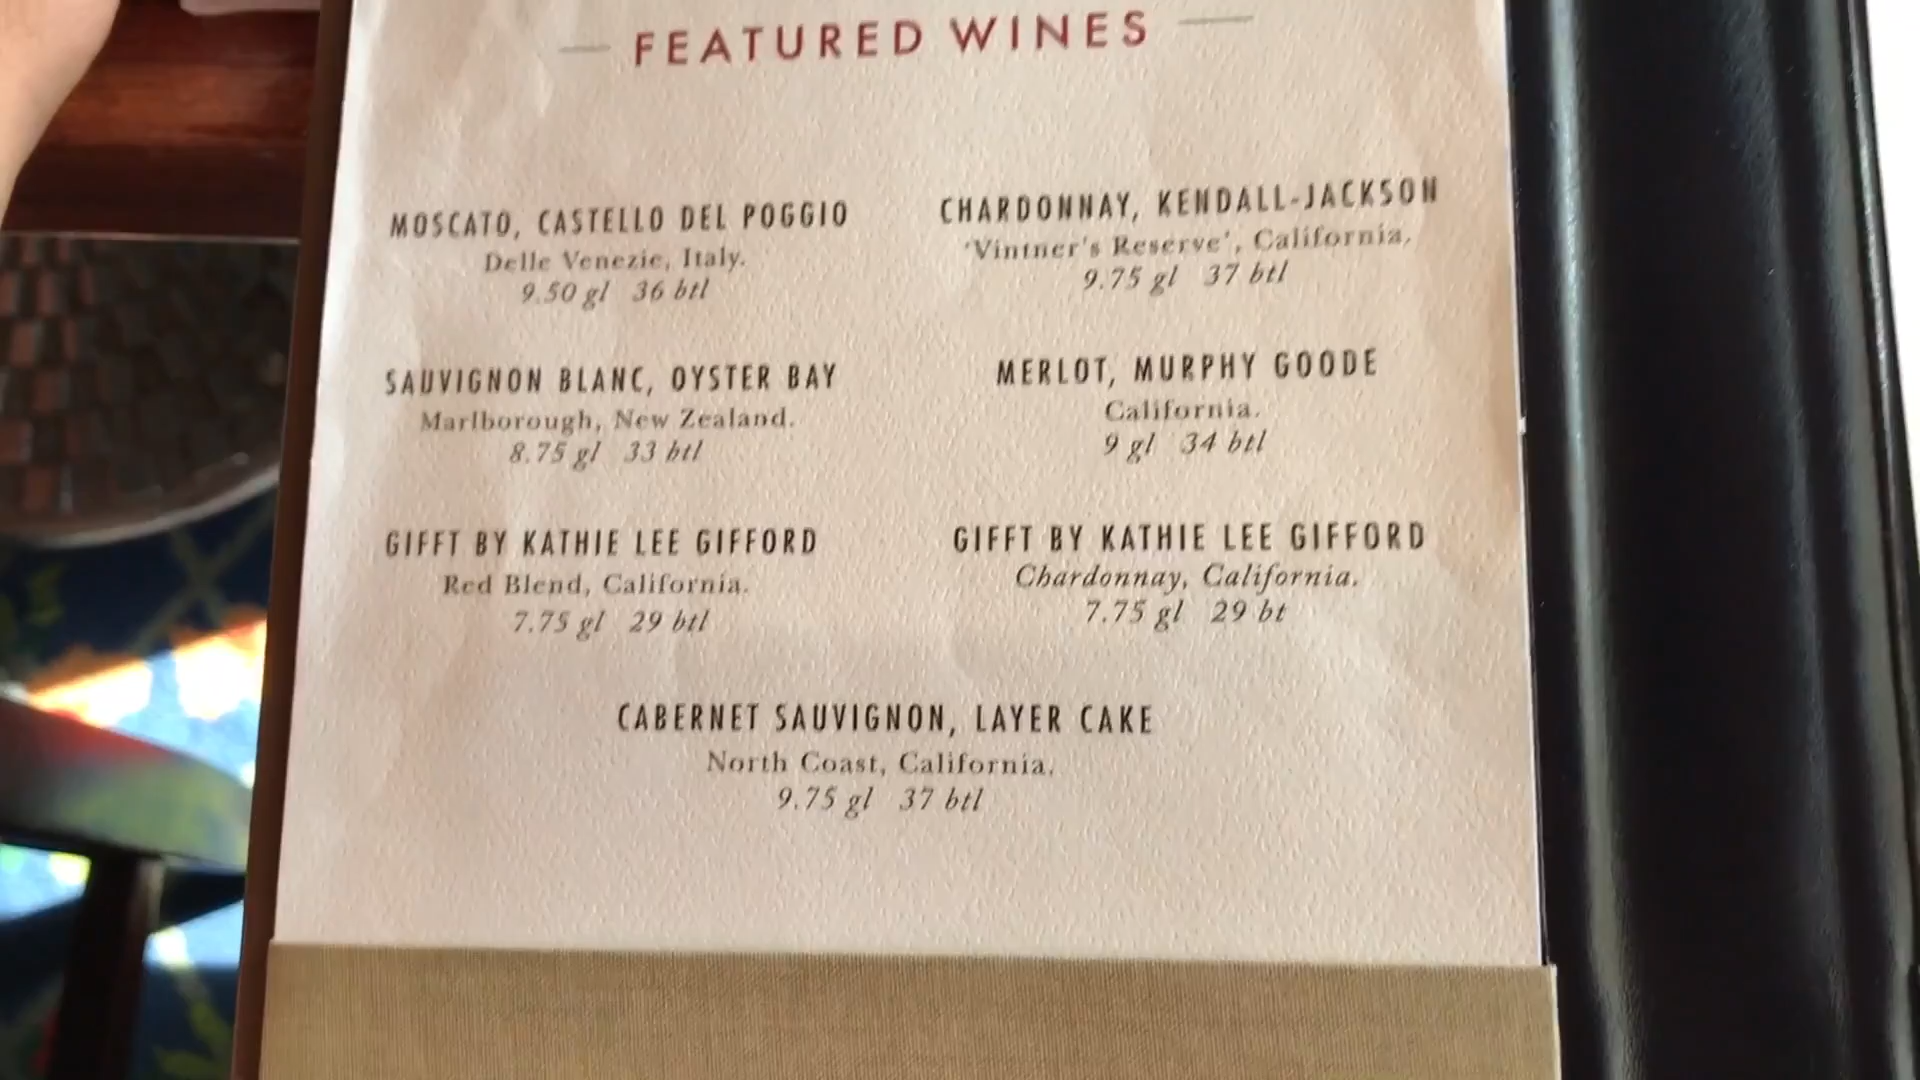 FEATURED WINES
MOSCATO, CASTELLO DEL POGGIO
Delle Venezie, Italy.
9.50 gl 36 btl
CHARDONNAY, KENDALL-JACKSON
'Vintner's Reserve', California.
9.75 gl 37 btl
SAUVIGNON BLANC, OYSTER BAY
Marlborough, New Zealand.
8.75 gl 33 btl
MERLOT, MURPHY GOODE
California.
9 gl 34 btl
GIFFT BY KATHIE LEE GIFFORD
Red Blend, California.
7.75 gl 29 btl
GIFFT BY KATHIE LEE GIFFORD
Chardonnay, California.
7.75 gl 29 bt
CABERNET SAUVIGNON, LAYER CAKE
North Coast, California.
9.75 gl 37 btl